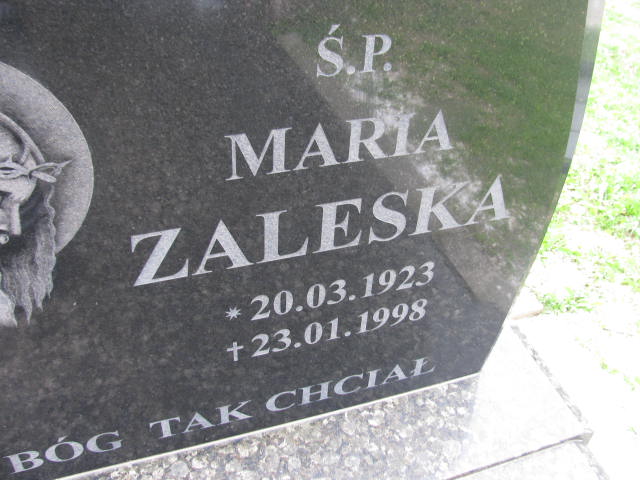 Ś.P.
MARIA
ZALESKA
* 20.03.1923
✝ 23.01.1998
BÓG TAK CHCIAŁ